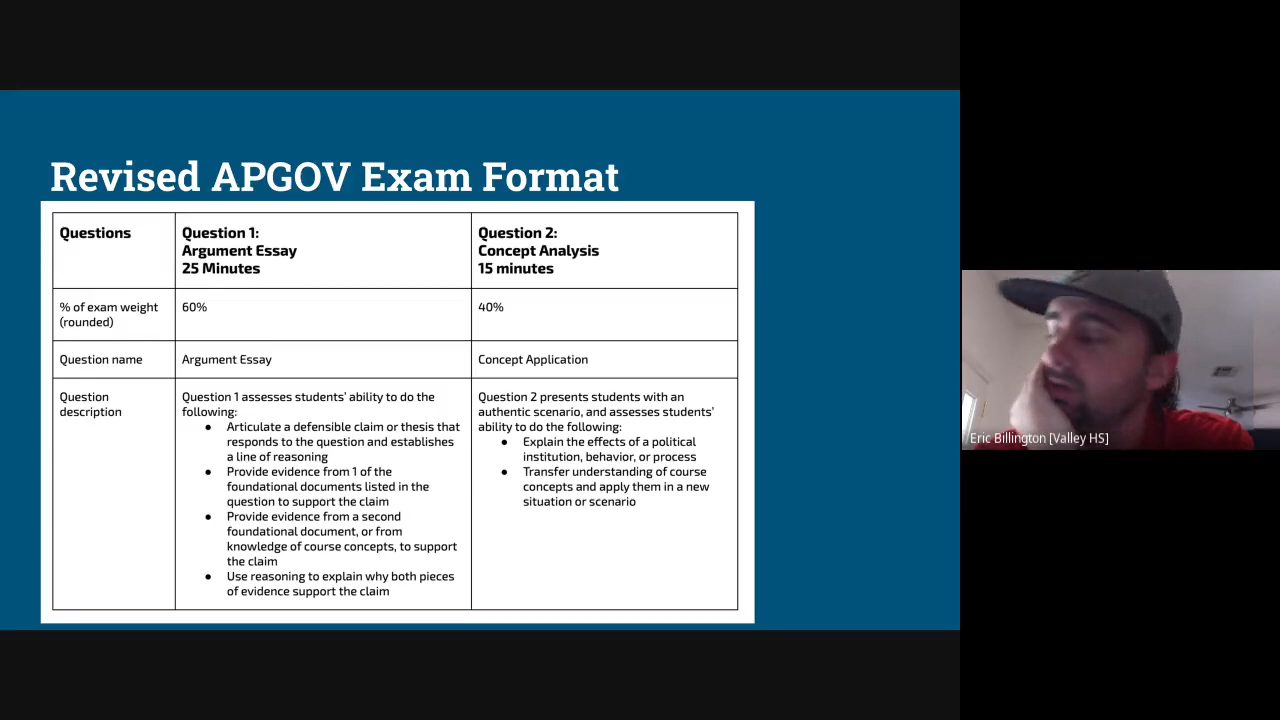 Revised APGOV Exam Format
Questions
Question 1:
Argument Essay
25 Minutes
Question 2:
Concept Analysis
15 minutes
% of exam weight
(rounded)
60%
40%
Question name
Argument Essay
Concept Application
Question
description
Question 1 assesses students' ability to do the
following:
● Articulate a defensible claim or thesis that
responds to the question and establishes
a line of reasoning
● Provide evidence from 1 of the
foundational documents listed in the
question to support the claim
● Provide evidence from a second
foundational document, or from
knowledge of course concepts, to support
the claim
● Use reasoning to explain why both pieces
of evidence support the claim
Question 2 presents students with an
authentic scenario, and assesses students'
ability to do the following:
● Explain the effects of a political
institution, behavior, or process
● Transfer understanding of course
concepts and apply them in a new
situation or scenario
Eric Billington [Valley HS]